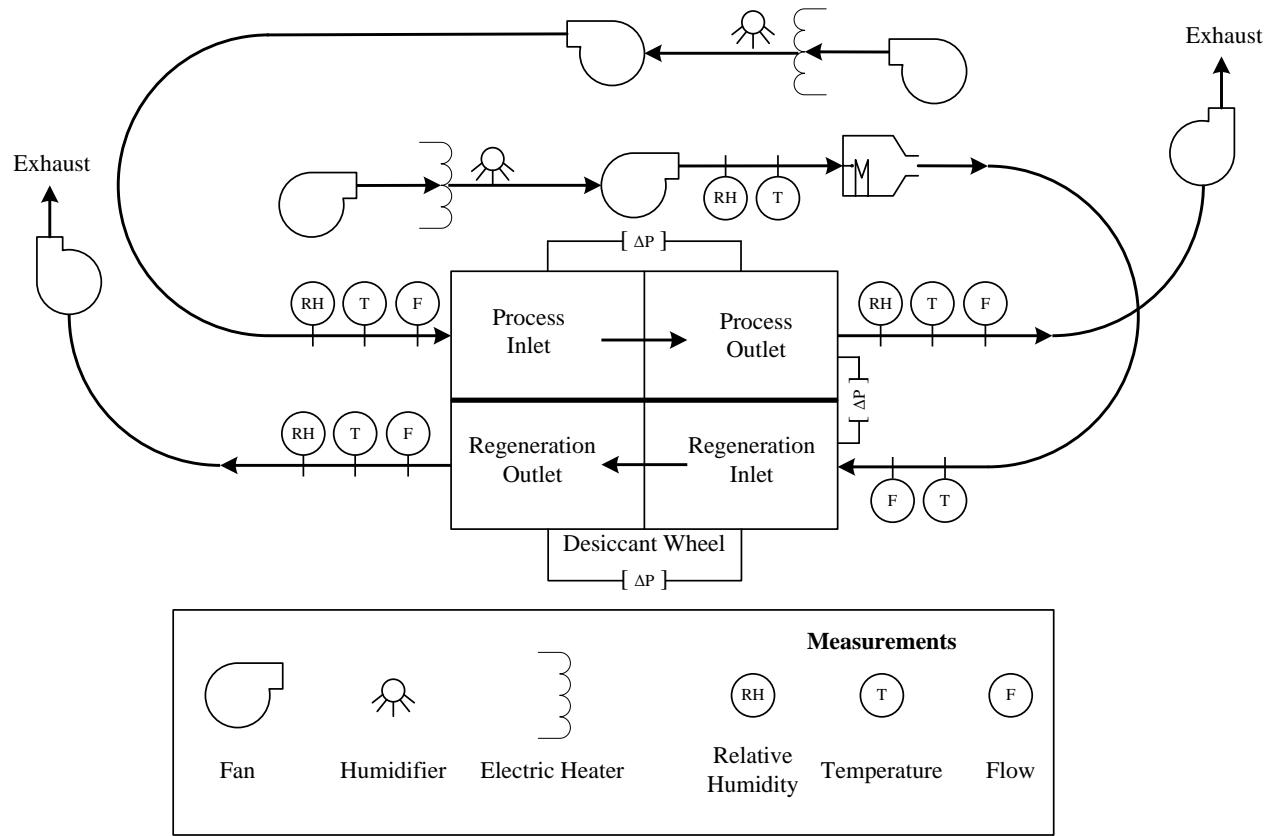 Exhaust
Exhaust
RH
T
[ ΔP ]
RH
T
F
Process
Inlet
Process
Outlet
RH
T
F
[ ΔP ]
RH
T
F
Regeneration
Outlet
Regeneration
Inlet
F
T
Desiccant Wheel
[ ΔP ]
Measurements
RH
T
F
Fan
Humidifier
Electric Heater
Relative
Humidity
Temperature
Flow